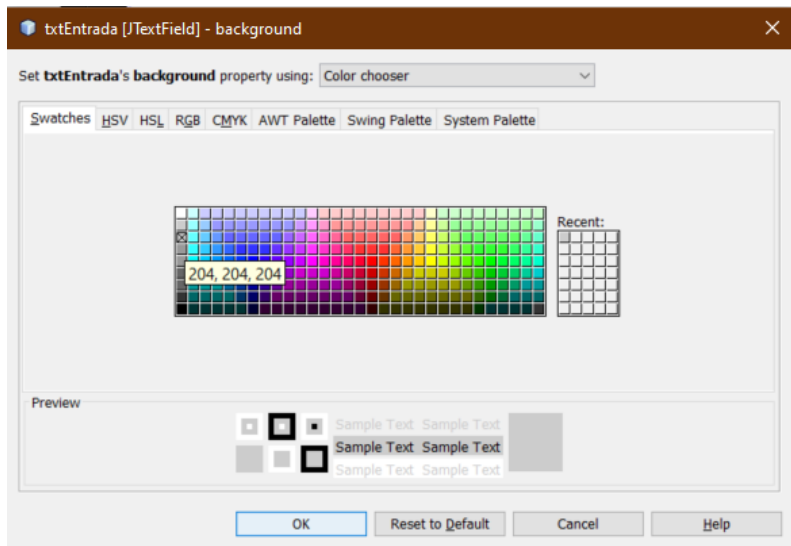 txtEntrada [JTextField] - background
Set txtEntrada's background property using: Color chooser
Swatches HSV HSL RGB CMYK AWT Palette Swing Palette System Palette
Recent:
204, 204, 204
Preview
Sample Text Sample Text
Sample Text Sample Text
Sample Text Sample Text
OK Reset to Default Cancel Help